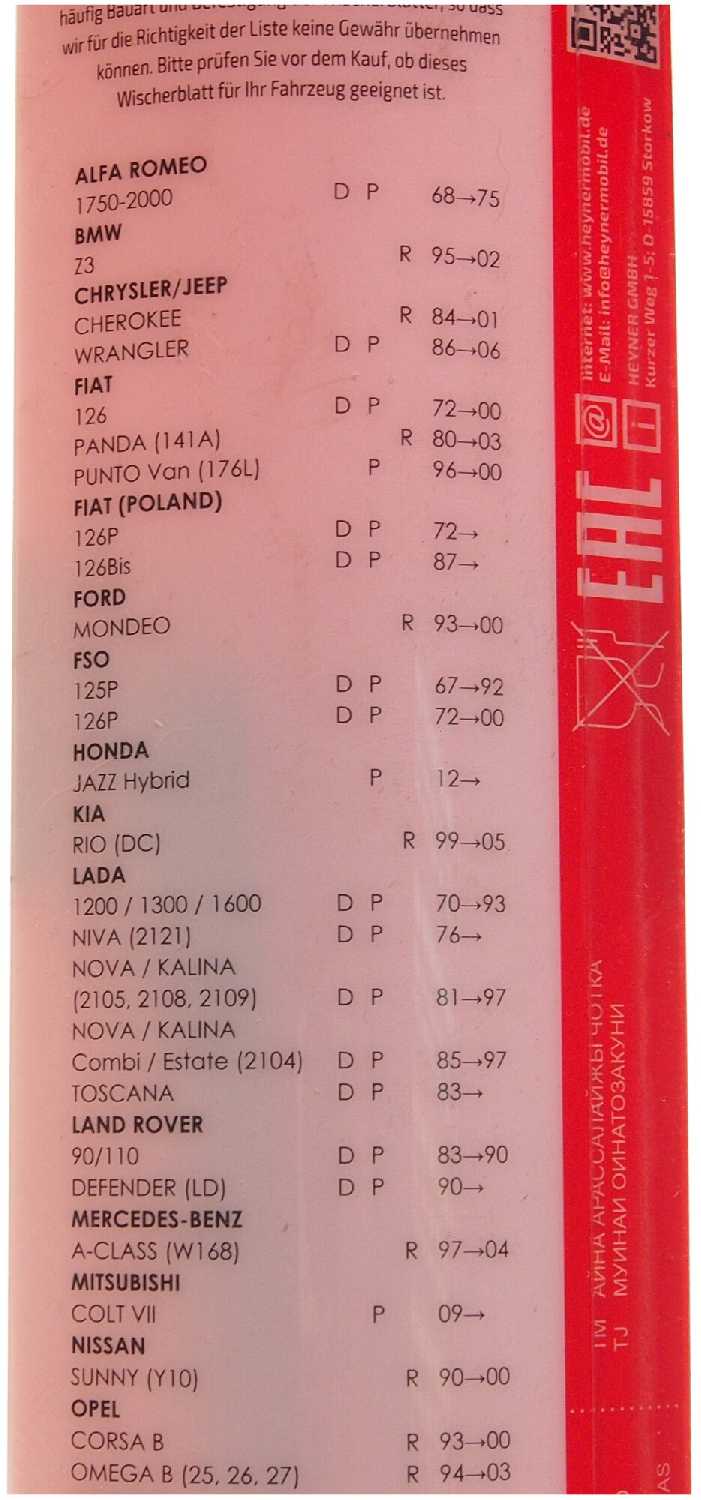 häufig Bauart und Befestigung der Wischerblätter, so dass
wir für die Richtigkeit der Liste keine Gewähr übernehmen
können. Bitte prüfen Sie vor dem Kauf, ob dieses
Wischerblatt für Ihr Fahrzeug geeignet ist.
ALFA ROMEO
1750-2000 D P 68→75
BMW
Z3 R 95→02
CHRYSLER/JEEP
CHEROKEE R 84→01
WRANGLER D P 86→06
FIAT
126 D P 72→00
PANDA (141A) R 80→03
PUNTO Van (176L) P 96→00
FIAT (POLAND)
126P D P 72→
126Bis D P 87→
FORD
MONDEO R 93→00
FSO
125P D P 67→92
126P D P 72→00
HONDA
JAZZ Hybrid P 12→
KIA
RIO (DC) R 99→05
LADA
1200 / 1300 / 1600 D P 70→93
NIVA (2121) D P 76→
NOVA / KALINA
(2105, 2108, 2109) D P 81→97
NOVA / KALINA
Combi / Estate (2104) D P 85→97
TOSCANA D P 83→
LAND ROVER
90/110 D P 83→90
DEFENDER (LD) D P 90→
MERCEDES-BENZ
A-CLASS (W168) R 97→04
MITSUBISHI
COLT VII P 09→
NISSAN
SUNNY (Y10) R 90→00
OPEL
CORSA B R 93→00
OMEGA B (25, 26, 27) R 94→03
Internet: www.heynermobil.de
E-Mail: info@heynermobil.de
HEYNER GMBH
Kurzer Weg 1-5; D-15859 Storkow
@
i
EAC
TM АЙНА АРАССАЛАЙЖЫ ЧОТКА
TJ МУИНАИ ОИНАТОЗАКУНИ
AS